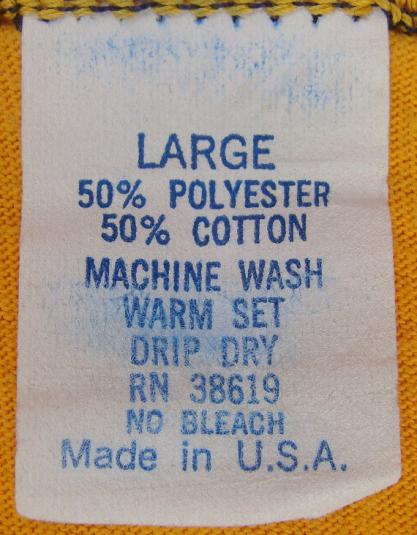 LARGE
50% POLYESTER
50% COTTON
MACHINE WASH
WARM SET
DRIP DRY
RN 38619
NO BLEACH
Made in U.S.A.